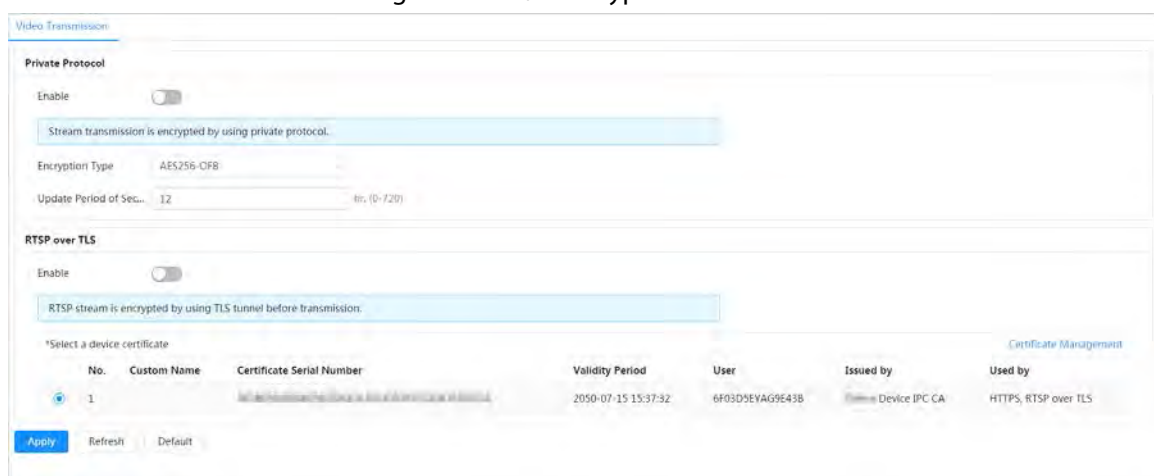 Video Transmission
Private Protocol
Enable
Stream transmission is encrypted by using private protocol.
Encryption Type AES256-OFB
Update Period of Sec... 12 hr. (0-720)
RTSP over TLS
Enable
RTSP stream is encrypted by using TLS tunnel before transmission.
*Select a device certificate Certificate Management
No. Custom Name Certificate Serial Number Validity Period User Issued by Used by
1 2050-07-15 15:37:32 6F03D5EYAG9E43B Device IPC CA HTTPS, RTSP over TLS
Apply Refresh Default